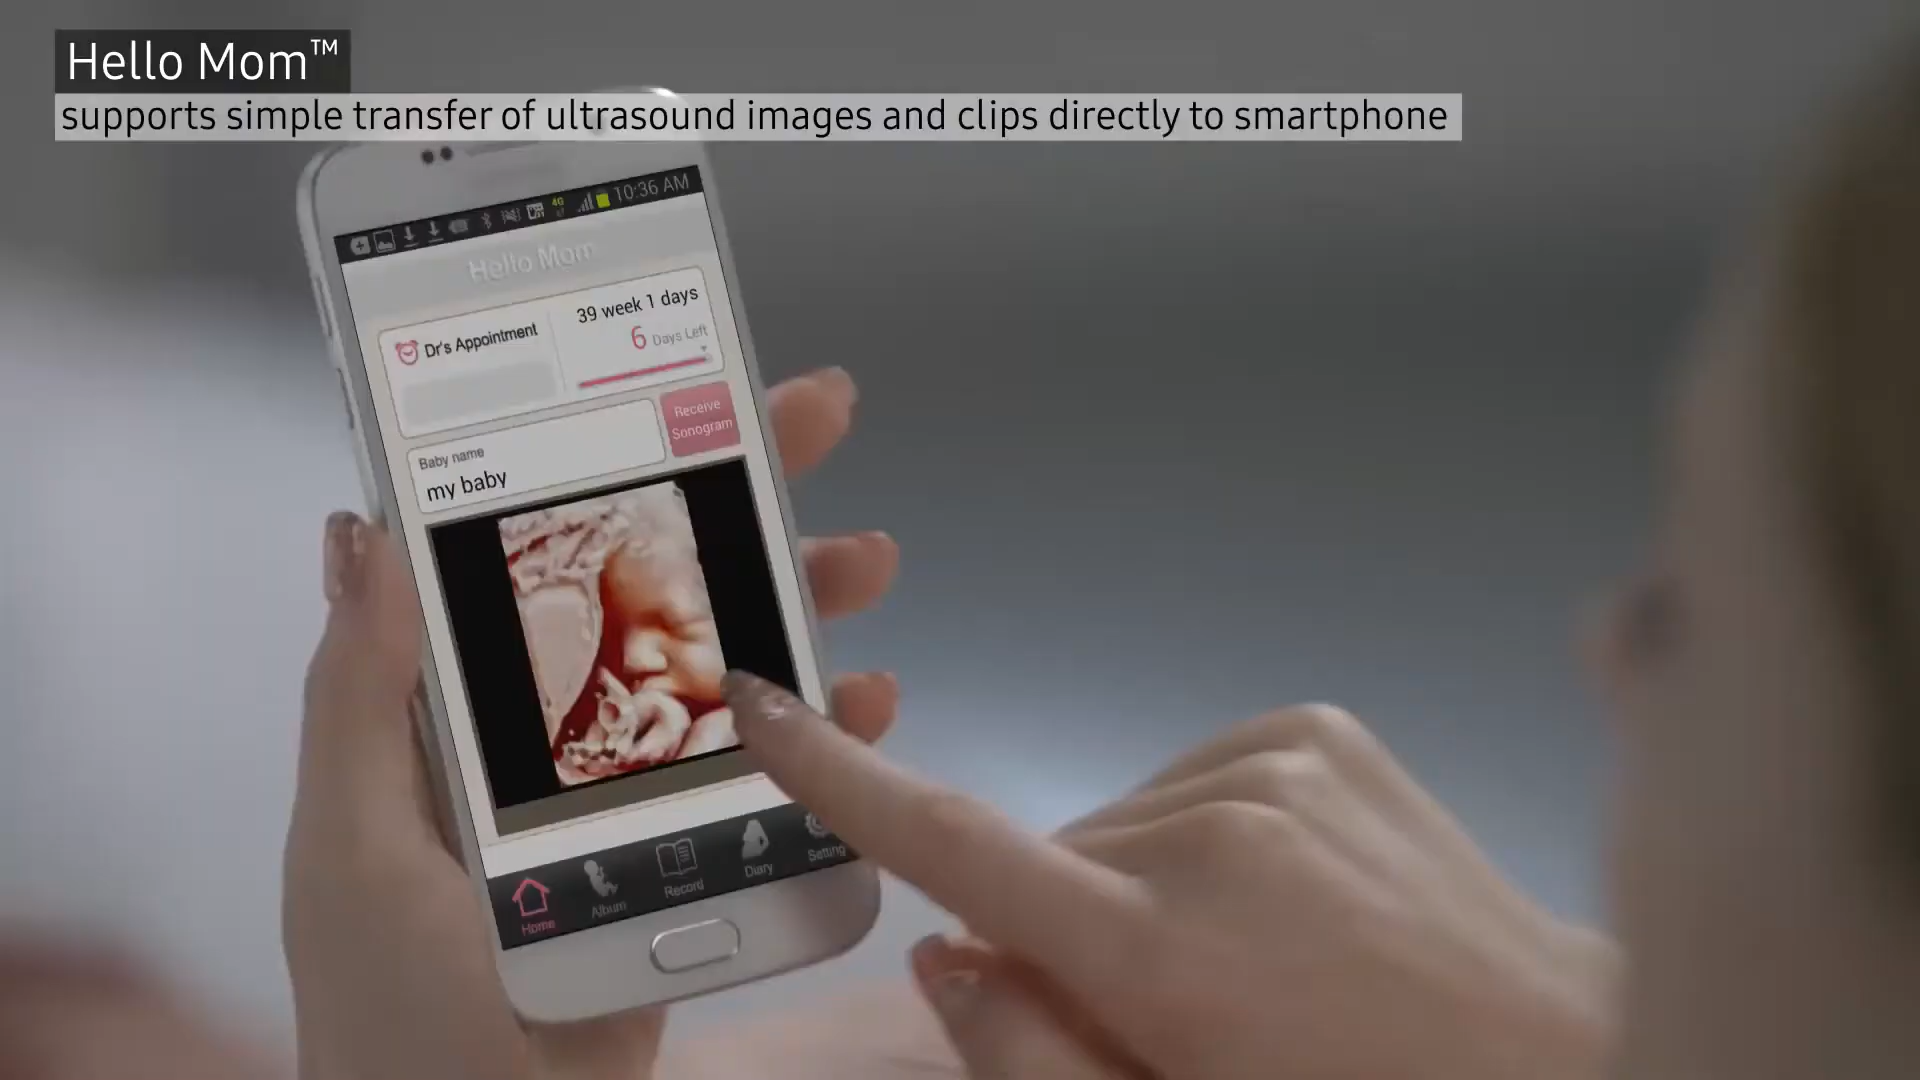 Hello Mom™
supports simple transfer of ultrasound images and clips directly to smartphone
4G
10:36 AM
Hello Mom
Dr's Appointment
39 week 1 days
6 Days Left
Baby name
my baby
Receive
Sonogram
Home
Album
Record
Diary
Setting